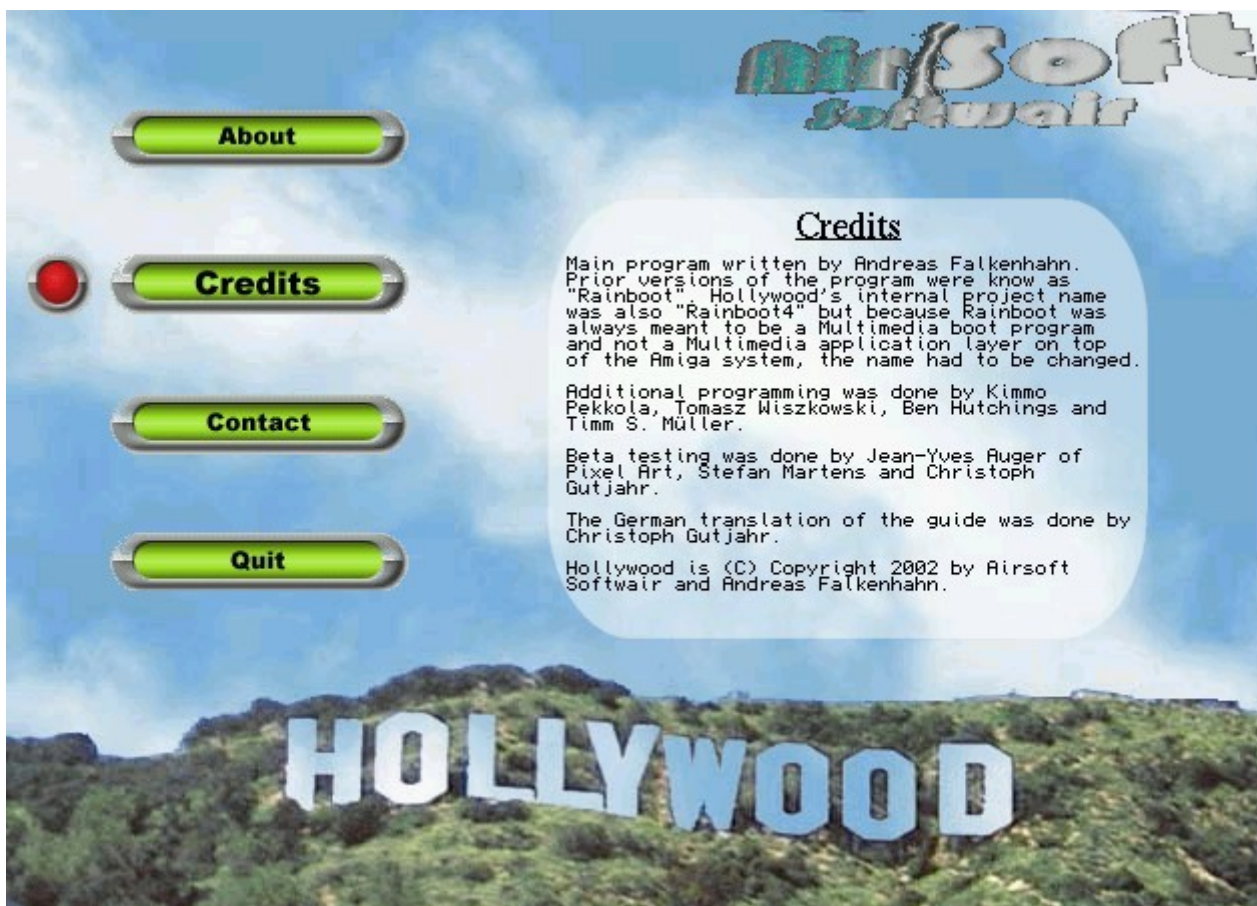 Air Soft
Softwair
About
Credits
Contact
Quit
Credits
Main program written by Andreas Falkenhahn.
Prior versions of the program were know as
"Rainboot". Hollywood's internal project name
was also "Rainboot4" but because Rainboot was
always meant to be a Multimedia boot program
and not a Multimedia application layer on top
of the Amiga system, the name had to be changed.
Additional programming was done by Kimmo
Pekkola, Tomasz Wiszkowski, Ben Hutchings and
Timm S. Müller.
Beta testing was done by Jean-Yves Auger of
Pixel Art, Stefan Martens and Christoph
Gutjahr.
The German translation of the guide was done by
Christoph Gutjahr.
Hollywood is (C) Copyright 2002 by Airsoft
Softwair and Andreas Falkenhahn.
HOLLYWOOD